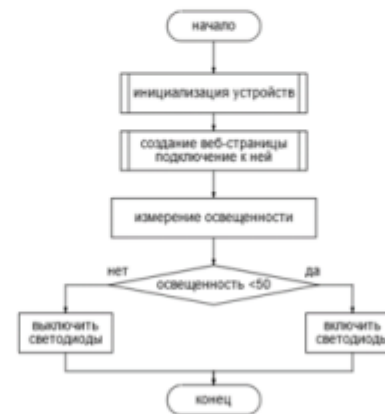 начало
инициализация устройств
создание веб-страницы
подключение к ней
измерение освещенности
нет
освещенность <50
да
выключить
светодиоды
включить
светодиоды
конец